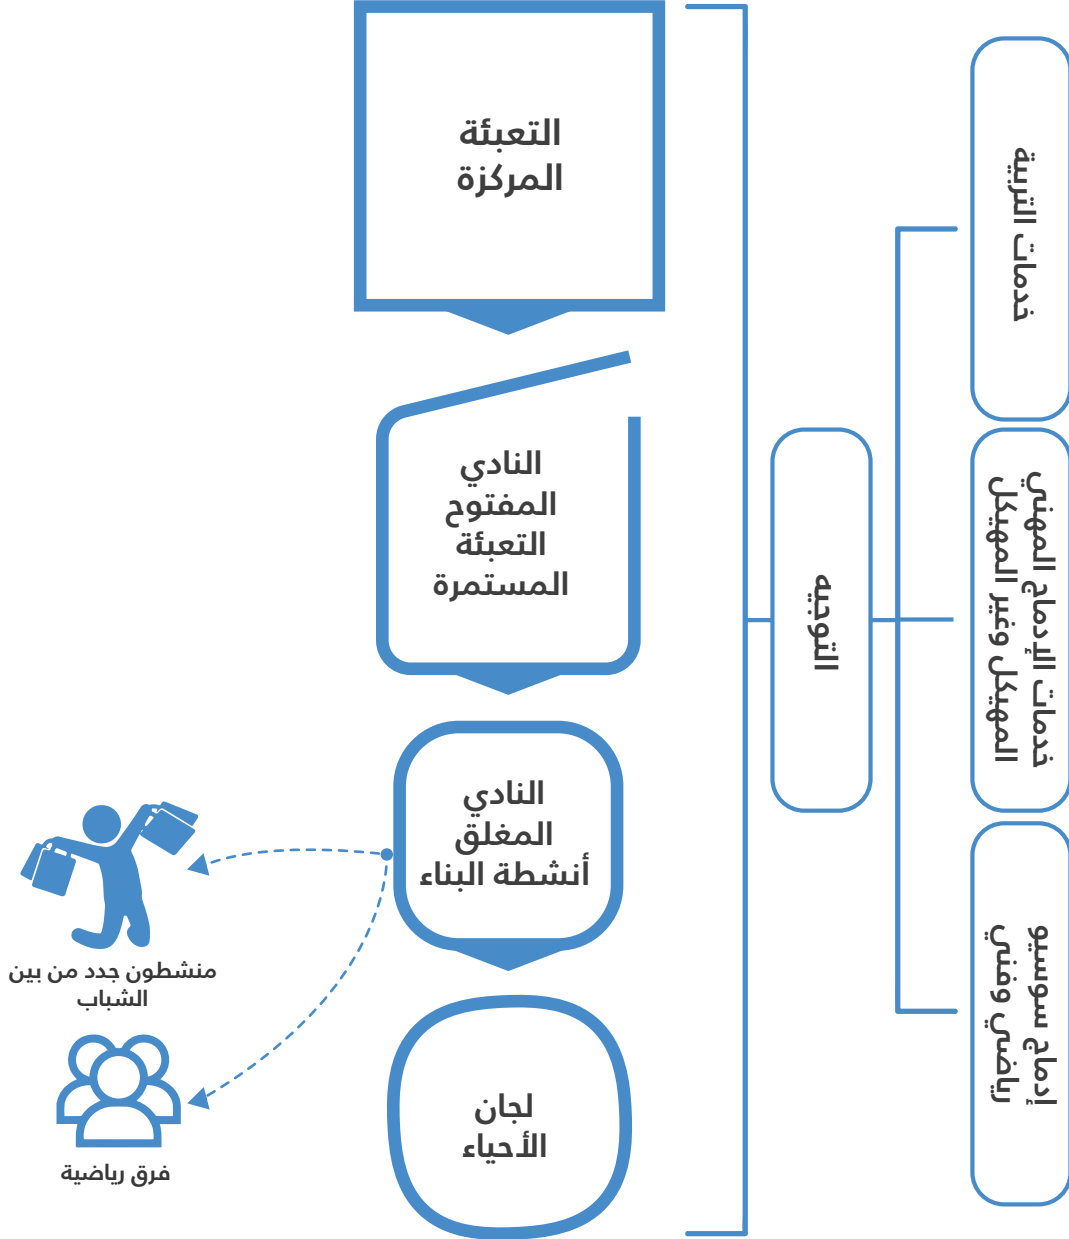 التعبئة
المركزة
النادي
المفتوح
التعبئة
المستمرة
النادي
المغلق
أنشطة البناء
لجان
الأحياء
منشطون جدد من بين
الشباب
فرق رياضية
التوجيه
خدمات التربية
خدمات الإدماج المهني
المهيكل وغير المهيكل
إدماج سوسيو
رياضي وفني